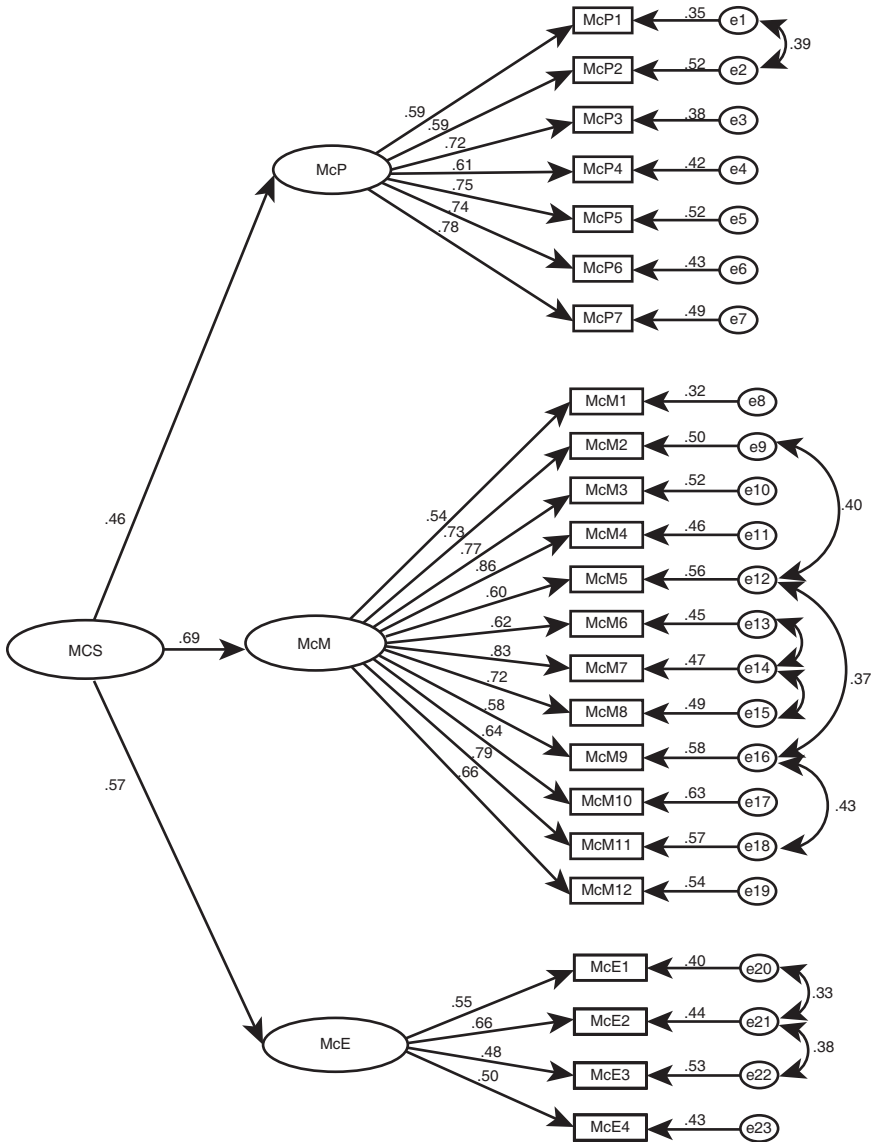 McP1 .35 e1
.39
McP2 .52 e2
.59
.59
McP3 .38 e3
.72
McP .61 McP4 .42 e4
.75
.74 McP5 .52 e5
.78
McP6 .43 e6
McP7 .49 e7
McM1 .32 e8
McM2 .50 e9
McM3 .52 e10
.40
.46 .54
.73 McM4 .46 e11
.77
.86
McM5 .56 e12
.60
McM6 .45 e13
.62
MCS .69 McM
.83 McM7 .47 e14
.37
.72
McM8 .49 e15
.58
.64
McM9 .58 e16
.79
.66
McM10 .63 e17
.43
.57
McM11 .57 e18
McM12 .54 e19
McE1 .40 e20
.33
.55
McE2 .44 e21
.66
McE .38
.48
McE3 .53 e22
.50
McE4 .43 e23